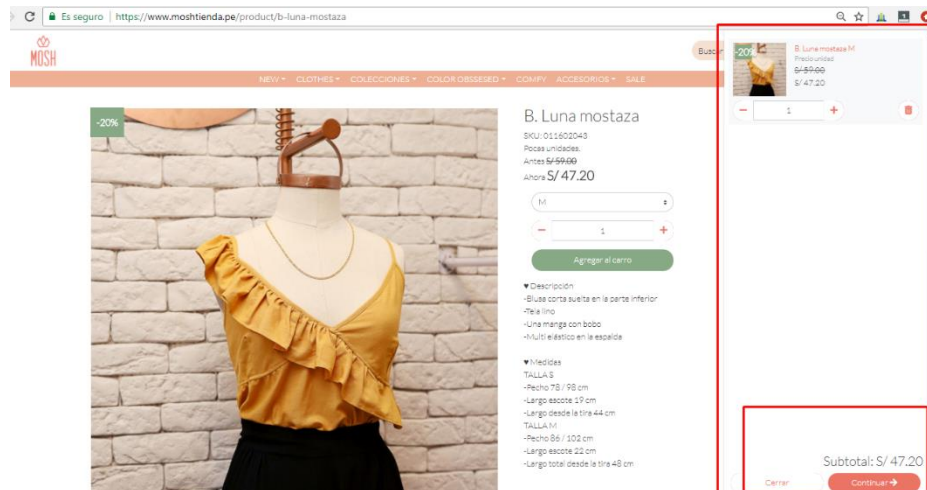 Es seguro | https://www.moshtienda.pe/product/b-luna-mostaza
MOSH
Buscar
NEW CLOTHES COLECCIONES COLOR OBSSESED COMFY ACCESORIOS SALE
-20%
B. Luna mostaza
SKU: 011602043
Pocas unidades.
Antes S/ 59.00
Ahora S/ 47.20
M
− 1 +
Agregar al carro
♥ Descripción
-Blusa corta suelta en la parte inferior
-Tela lino
-Una manga con bobo
-Multi elástico en la espalda
♥ Medidas
TALLA S
-Pecho 78 / 98 cm
-Largo escote 19 cm
-Largo desde la tira 44 cm
TALLA M
-Pecho 86 / 102 cm
-Largo escote 22 cm
-Largo total desde la tira 48 cm
-20%
B. Luna mostaza M
Precio unidad
S/ 59.00
S/ 47.20
− 1 +
Subtotal: S/ 47.20
Cerrar
Continuar →